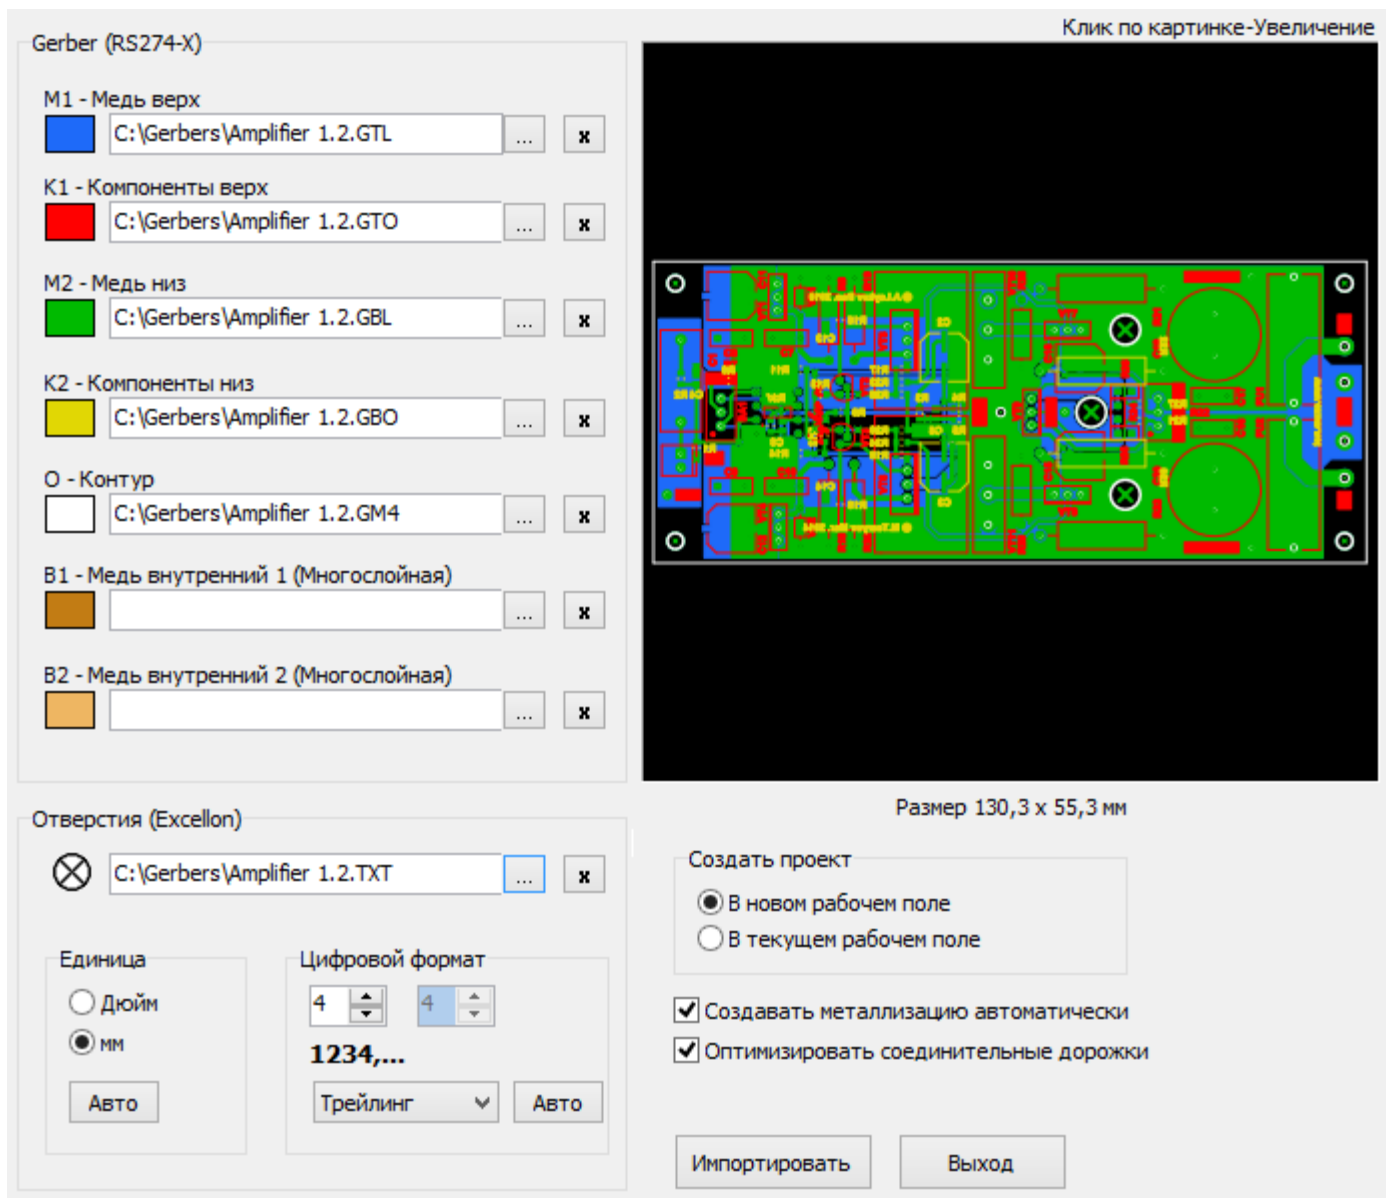 Клик по картинке-Увеличение
Gerber (RS274-X)
M1 - Медь верх
C:\Gerbers\Amplifier 1.2.GTL
...
x
K1 - Компоненты верх
C:\Gerbers\Amplifier 1.2.GTO
...
x
M2 - Медь низ
C:\Gerbers\Amplifier 1.2.GBL
...
x
K2 - Компоненты низ
C:\Gerbers\Amplifier 1.2.GBO
...
x
O - Контур
C:\Gerbers\Amplifier 1.2.GM4
...
x
B1 - Медь внутренний 1 (Многослойная)
...
x
B2 - Медь внутренний 2 (Многослойная)
...
x
Размер 130,3 x 55,3 мм
Отверстия (Excellon)
C:\Gerbers\Amplifier 1.2.TXT
...
x
Единица
Дюйм
мм
Авто
Цифровой формат
4
4
1234,...
Трейлинг
Авто
Создать проект
В новом рабочем поле
В текущем рабочем поле
Создавать металлизацию автоматически
Оптимизировать соединительные дорожки
Импортировать
Выход